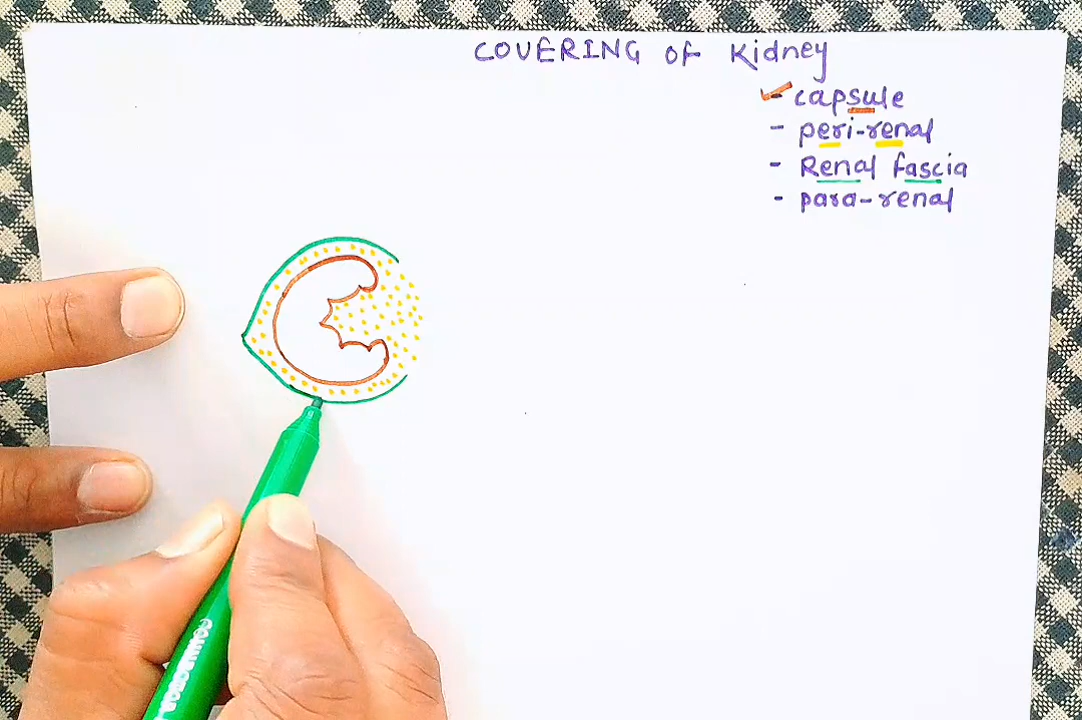 COVERING of Kidney
- capsule
- peri-renal
- Renal fascia
- para-renal